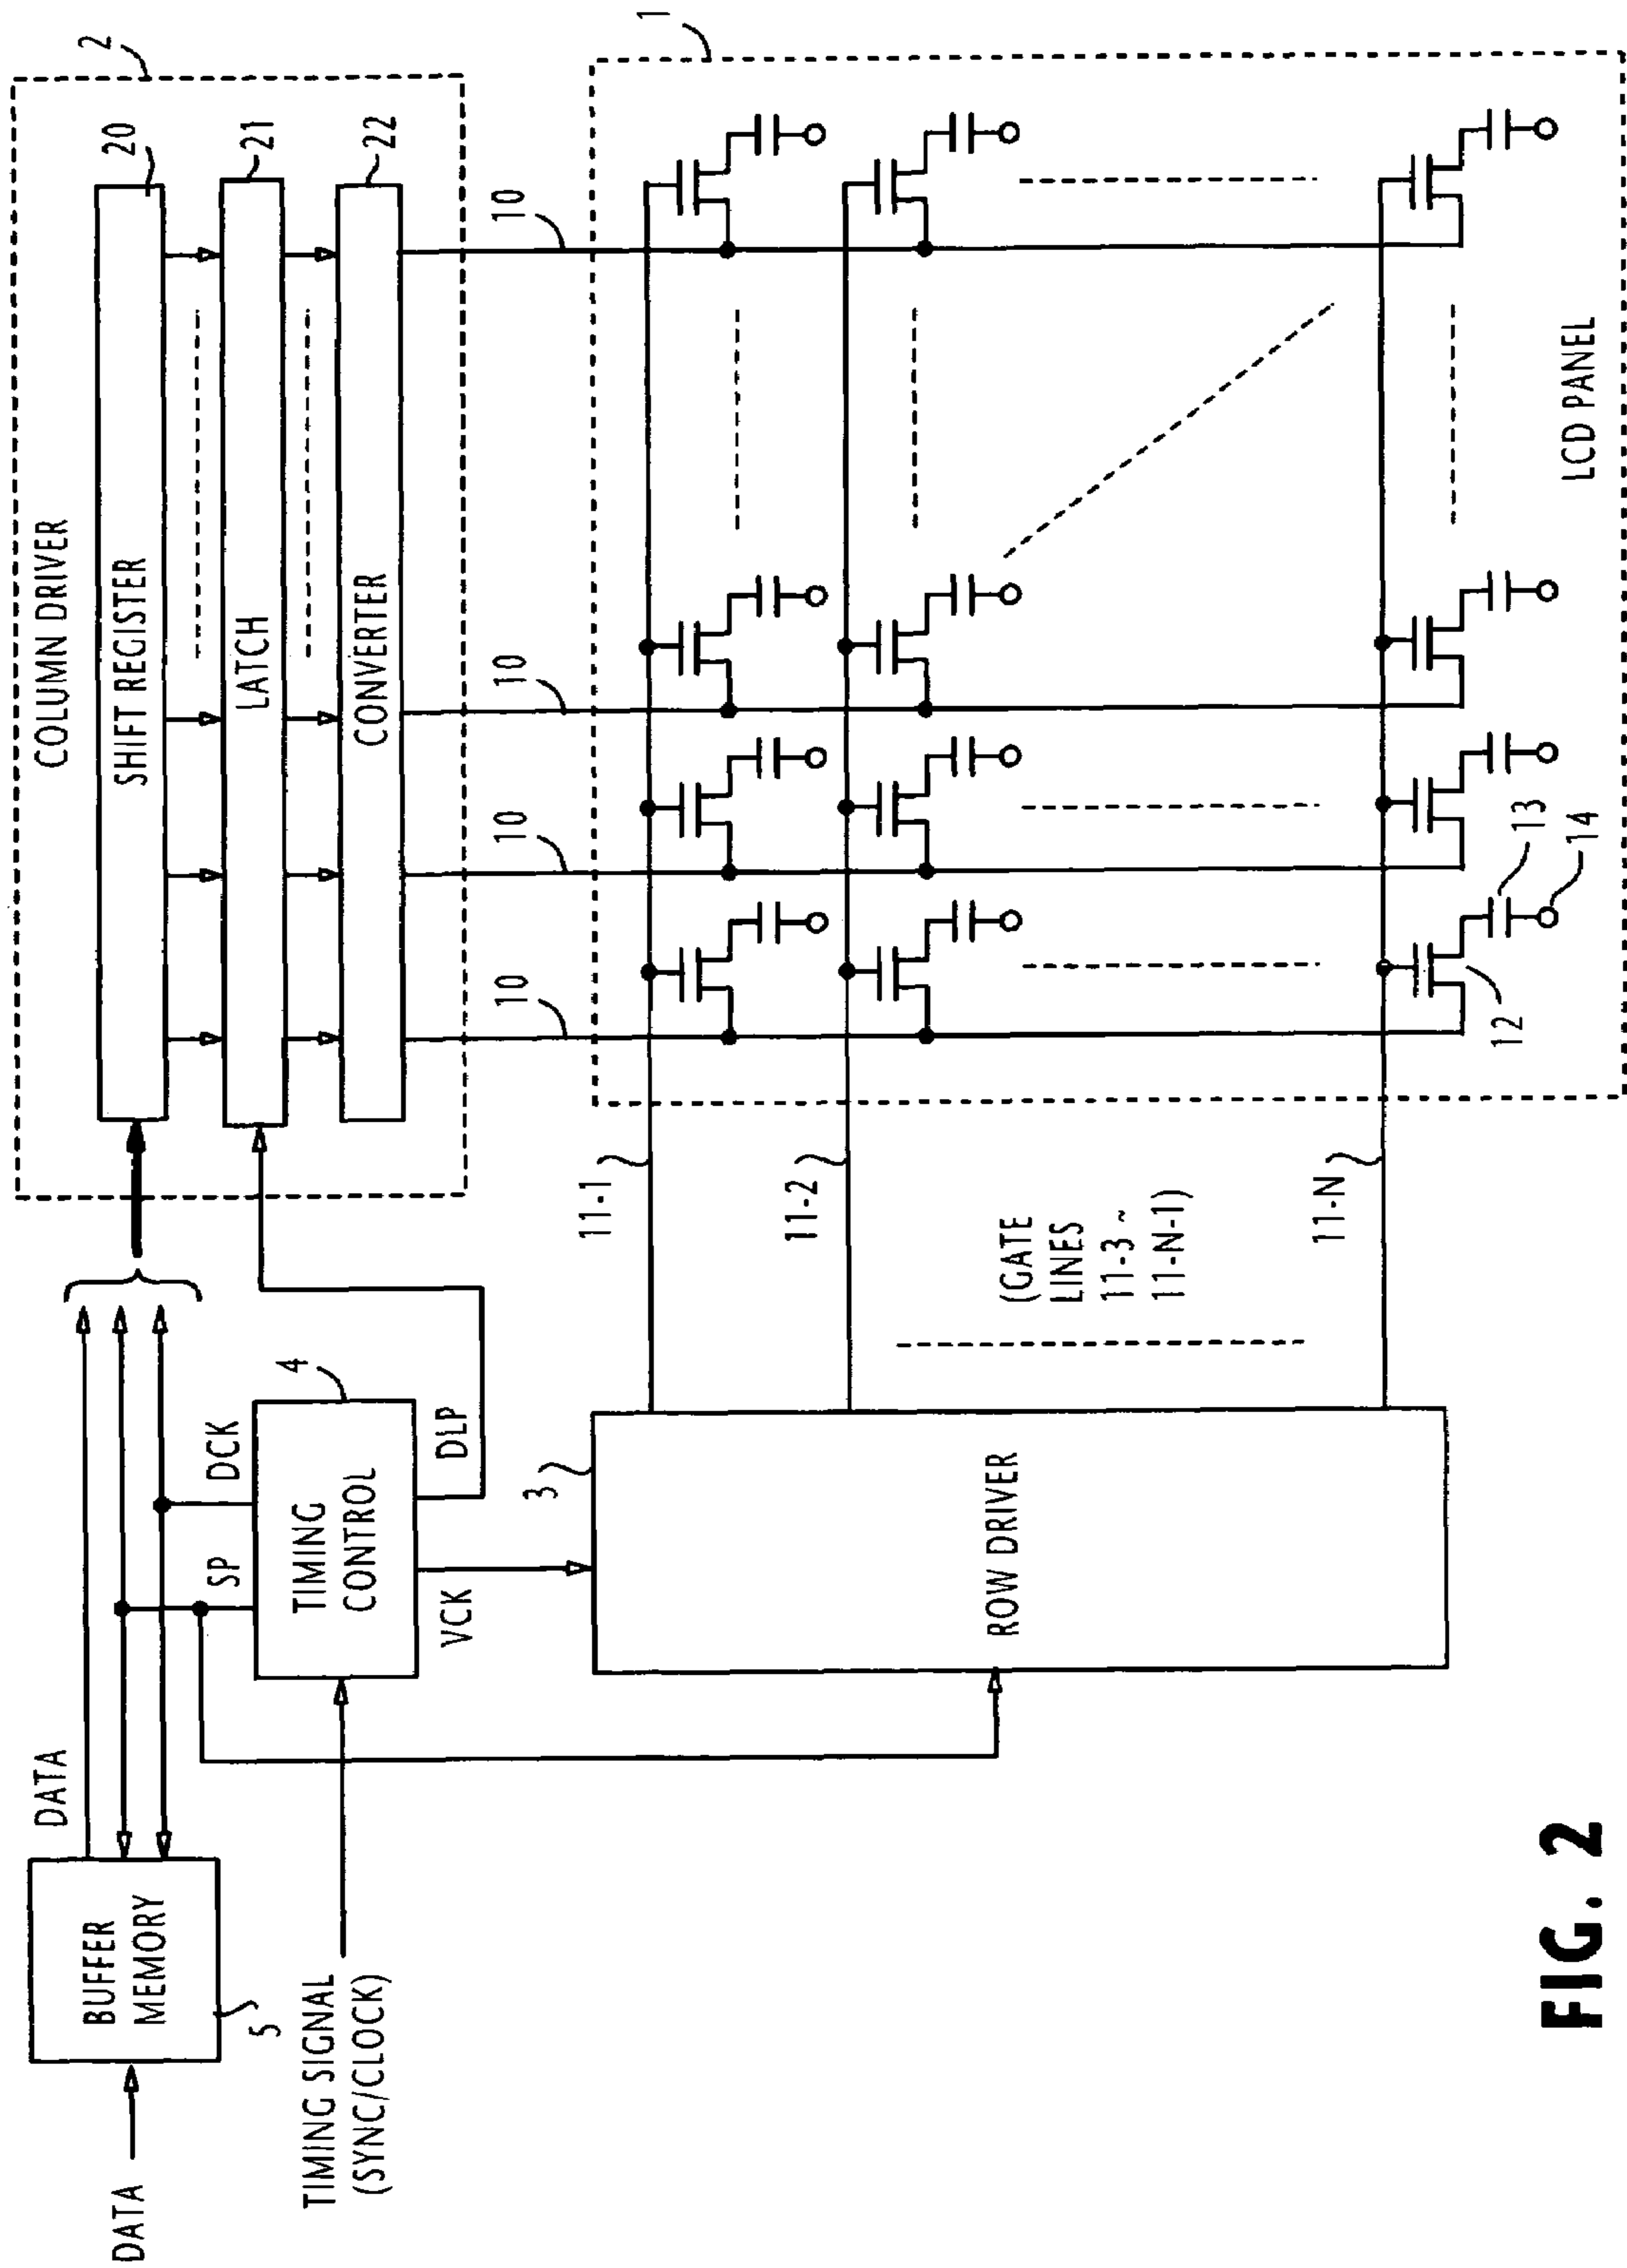 DATA
BUFFER
MEMORY
5
DATA
TIMING SIGNAL
(SYNC/CLOCK)
SP
DCK
TIMING
CONTROL
4
VCK
DLP
COLUMN DRIVER
2
SHIFT REGISTER
20
LATCH
21
CONVERTER
22
10
10
10
10
3
ROW DRIVER
11-1
11-2
(GATE
LINES
11-3 ~
11-N-1)
11-N
1
12
13
14
LCD PANEL
FIG. 2